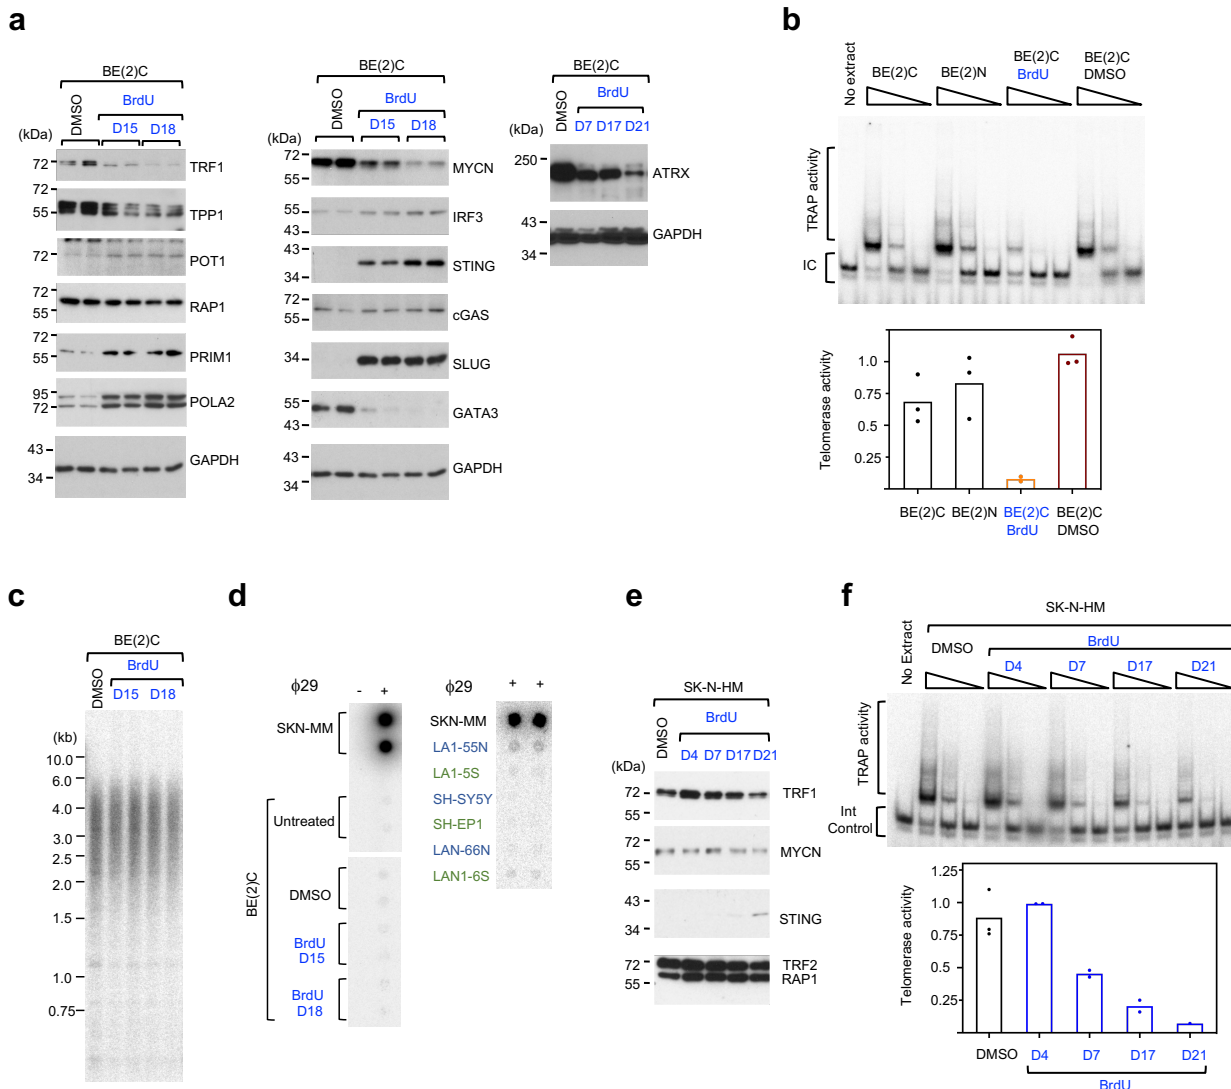 a
BE(2)C
DMSO
BrdU
D15 D18
(kDa)
72
TRF1
72
55
TPP1
72
POT1
72
55
RAP1
72
55
PRIM1
95
72
POLA2
43
34
GAPDH
BE(2)C
DMSO
BrdU
D15 D18
(kDa)
72
55
MYCN
55
43
IRF3
43
34
STING
72
55
cGAS
34
SLUG
55
43
GATA3
43
34
GAPDH
BE(2)C
DMSO
BrdU
D7 D17 D21
(kDa)
250
ATRX
43
34
GAPDH
b
No extract
BE(2)C
BE(2)N
BE(2)C
BrdU
BE(2)C
DMSO
TRAP activity
IC
Telomerase activity
1.0
0.75
0.5
0.25
BE(2)C
BE(2)N
BE(2)C
BrdU
BE(2)C
DMSO
c
BE(2)C
DMSO
BrdU
D15 D18
(kb)
10.0
6.0
4.0
3.0
2.5
2.0
1.5
1.0
0.75
d
ϕ29 - +
SKN-MM
BE(2)C
Untreated
DMSO
BrdU
D15
BrdU
D18
ϕ29 + +
SKN-MM
LA1-55N
LA1-5S
SH-SY5Y
SH-EP1
LAN-66N
LAN1-6S
e
SK-N-HM
DMSO
BrdU
D4 D7 D17 D21
(kDa)
72
55
TRF1
72
55
MYCN
43
34
STING
72
55
TRF2
RAP1
f
SK-N-HM
No Extract
DMSO
BrdU
D4 D7 D17 D21
TRAP activity
Int
Control
Telomerase activity
1.25
1.00
0.75
0.5
0.25
DMSO D4 D7 D17 D21
BrdU